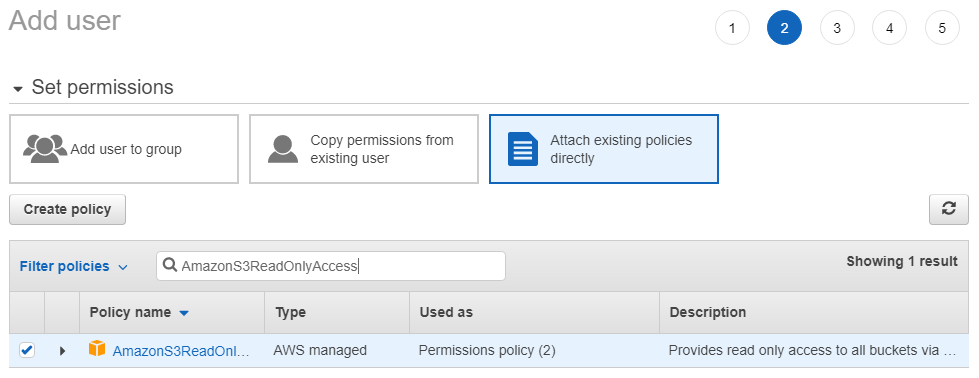 Add user
1 2 3 4 5
Set permissions
Add user to group
Copy permissions from
existing user
Attach existing policies
directly
Create policy
Filter policies
AmazonS3ReadOnlyAccess
Showing 1 result
Policy name Type Used as Description
AmazonS3ReadOnl... AWS managed Permissions policy (2) Provides read only access to all buckets via ...